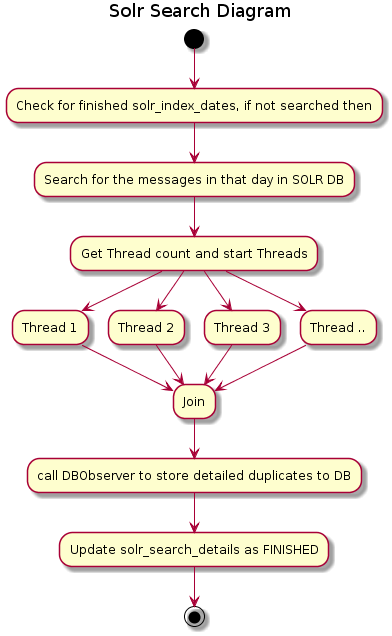 Solr Search Diagram
Check for finished solr_index_dates, if not searched then
Search for the messages in that day in SOLR DB
Get Thread count and start Threads
Thread 1
Thread 2
Thread 3
Thread ..
Join
call DBObserver to store detailed duplicates to DB
Update solr_search_details as FINISHED